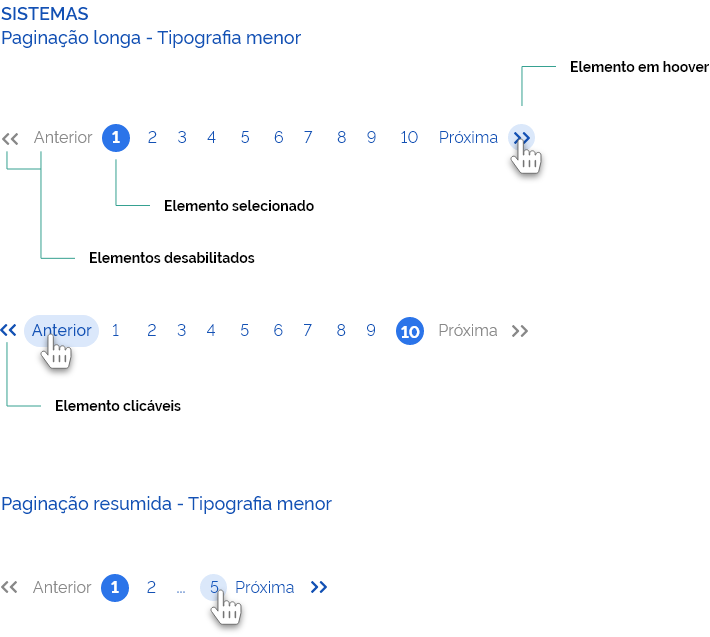 SISTEMAS
Paginação longa - Tipografia menor
Elemento em hoover
« Anterior 1 2 3 4 5 6 7 8 9 10 Próxima »
Elemento selecionado
Elementos desabilitados
« Anterior 1 2 3 4 5 6 7 8 9 10 Próxima »
Elemento clicáveis
Paginação resumida - Tipografia menor
« Anterior 1 2 ... 5 Próxima »